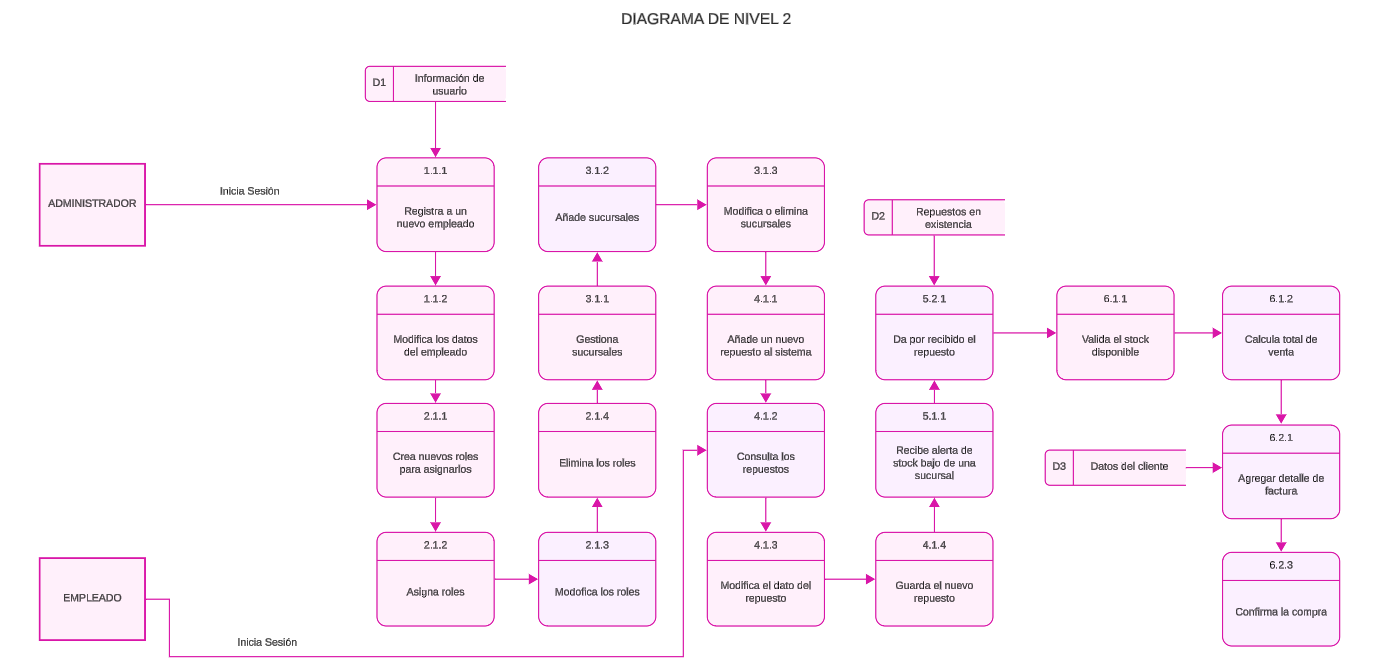 DIAGRAMA DE NIVEL 2
D1
Información de
usuario
ADMINISTRADOR
Inicia Sesión
1.1.1
Registra a un
nuevo empleado
3.1.2
Añade sucursales
3.1.3
Modifica o elimina
sucursales
D2
Repuestos en
existencia
1.1.2
Modifica los datos
del empleado
3.1.1
Gestiona
sucursales
4.1.1
Añade un nuevo
repuesto al sistema
5.2.1
Da por recibido el
repuesto
6.1.1
Valida el stock
disponible
6.1.2
Calcula total de
venta
2.1.1
Crea nuevos roles
para asignarlos
2.1.4
Elimina los roles
4.1.2
Consulta los
repuestos
5.1.1
Recibe alerta de
stock bajo de una
sucursal
D3
Datos del cliente
6.2.1
Agregar detalle de
factura
EMPLEADO
Inicia Sesión
2.1.2
Asigna roles
2.1.3
Modofica los roles
4.1.3
Modifica el dato del
repuesto
4.1.4
Guarda el nuevo
repuesto
6.2.3
Confirma la compra